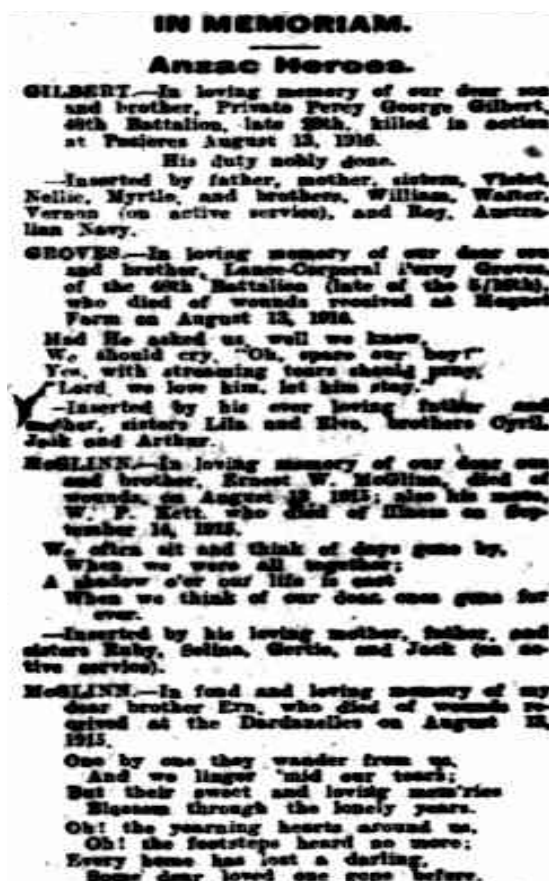 IN MEMORIAM.
Anzac Heroes.
GILBERT.—In loving memory of our dear son
and brother, Private Percy George Gilbert,
48th Battalion, late 28th, killed in action
at Pozieres August 13, 1916.
His duty nobly done.
—Inserted by father, mother, sisters, Violet,
Nellie, Myrtle, and brothers, William, Walter,
Vernon (on active service), and Roy, Austra-
lian Navy.
GROVES.—In loving memory of our dear son
and brother, Lance-Corporal Percy Groves,
of the 48th Battalion (late of the 5/16th),
who died of wounds received at Moquet
Farm on August 13, 1916.
Had He asked us, well we know,
We should cry, "Oh, spare our boy!"
Yes, with streaming tears should pray,
"Lord, we love him, let him stay."
—Inserted by his ever loving father and
mother, sisters Lila and Elva, brothers Cyril,
Jack and Arthur.
McGLINN.—In loving memory of our dear son
and brother, Ernest W. McGlinn, died of
wounds, on August 13, 1915; also his mate,
W. P. Kett, who died of illness on Sep-
tember 14, 1915.
We often sit and think of days gone by,
When we were all together;
A shadow o'er our life is cast
When we think of our dear ones gone for
ever.
—Inserted by his loving mother, father, and
sisters Ruby, Selina, Gertie, and Jack (on ac-
tive service).
McGLINN.—In fond and loving memory of my
dear brother Ern, who died of wounds re-
ceived at the Dardanelles on August 13,
1915.
One by one they wander from us,
And we linger 'mid our tears;
But their sweet and loving mem'ries
Blossom through the lonely years.
Oh! the yearning hearts around us,
Oh! the footsteps heard no more;
Every home has lost a darling,
Some dear loved one gone before.